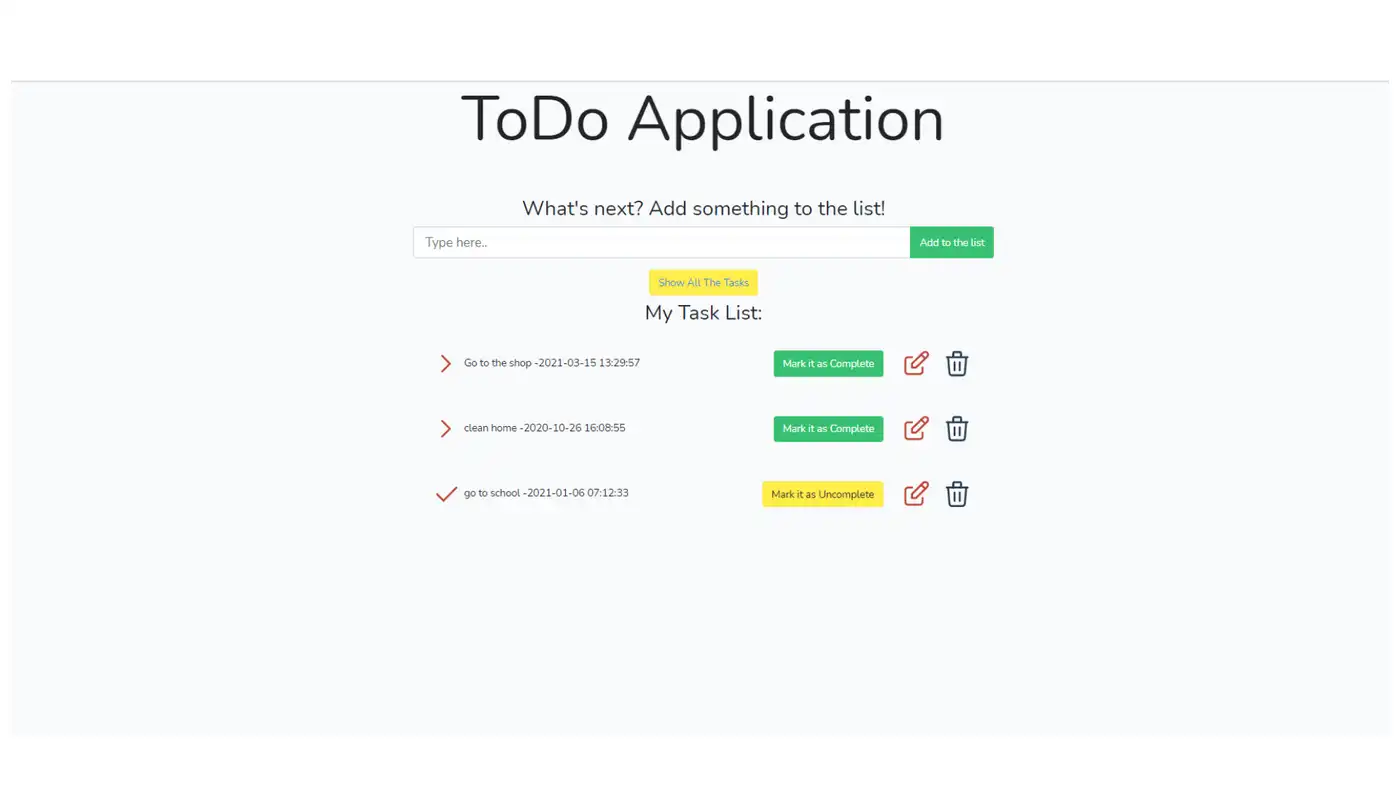 ToDo Application
What's next? Add something to the list!
Type here..
Add to the list
Show All The Tasks
My Task List:
Go to the shop -2021-03-15 13:29:57
Mark it as Complete
clean home -2020-10-26 16:08:55
Mark it as Complete
go to school -2021-01-06 07:12:33
Mark it as Uncomplete